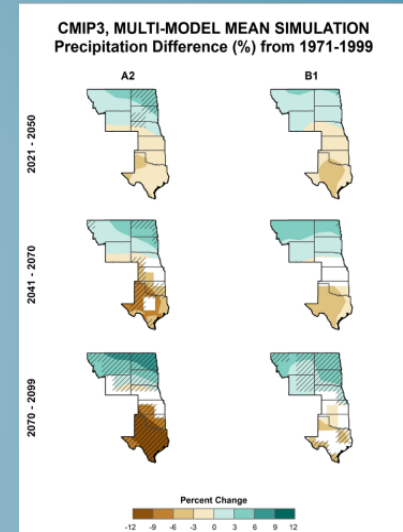 CMIP3, MULTI-MODEL MEAN SIMULATION
Precipitation Difference (%) from 1971-1999
A2
B1
2021 - 2050
2041 - 2070
2070 - 2099
Percent Change
-12 -9 -6 -3 0 3 6 9 12